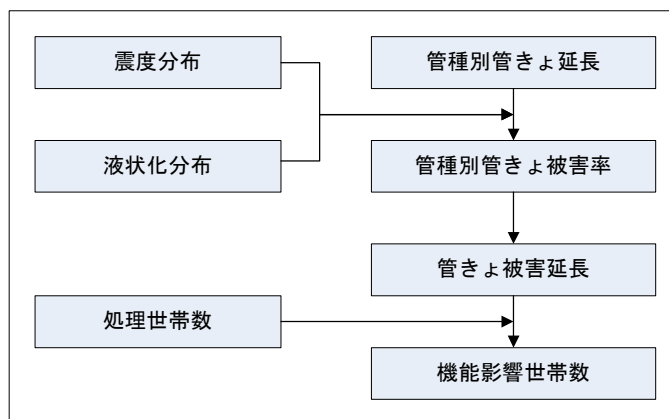 震度分布
管種別管きょ延長
液状化分布
管種別管きょ被害率
管きょ被害延長
処理世帯数
機能影響世帯数